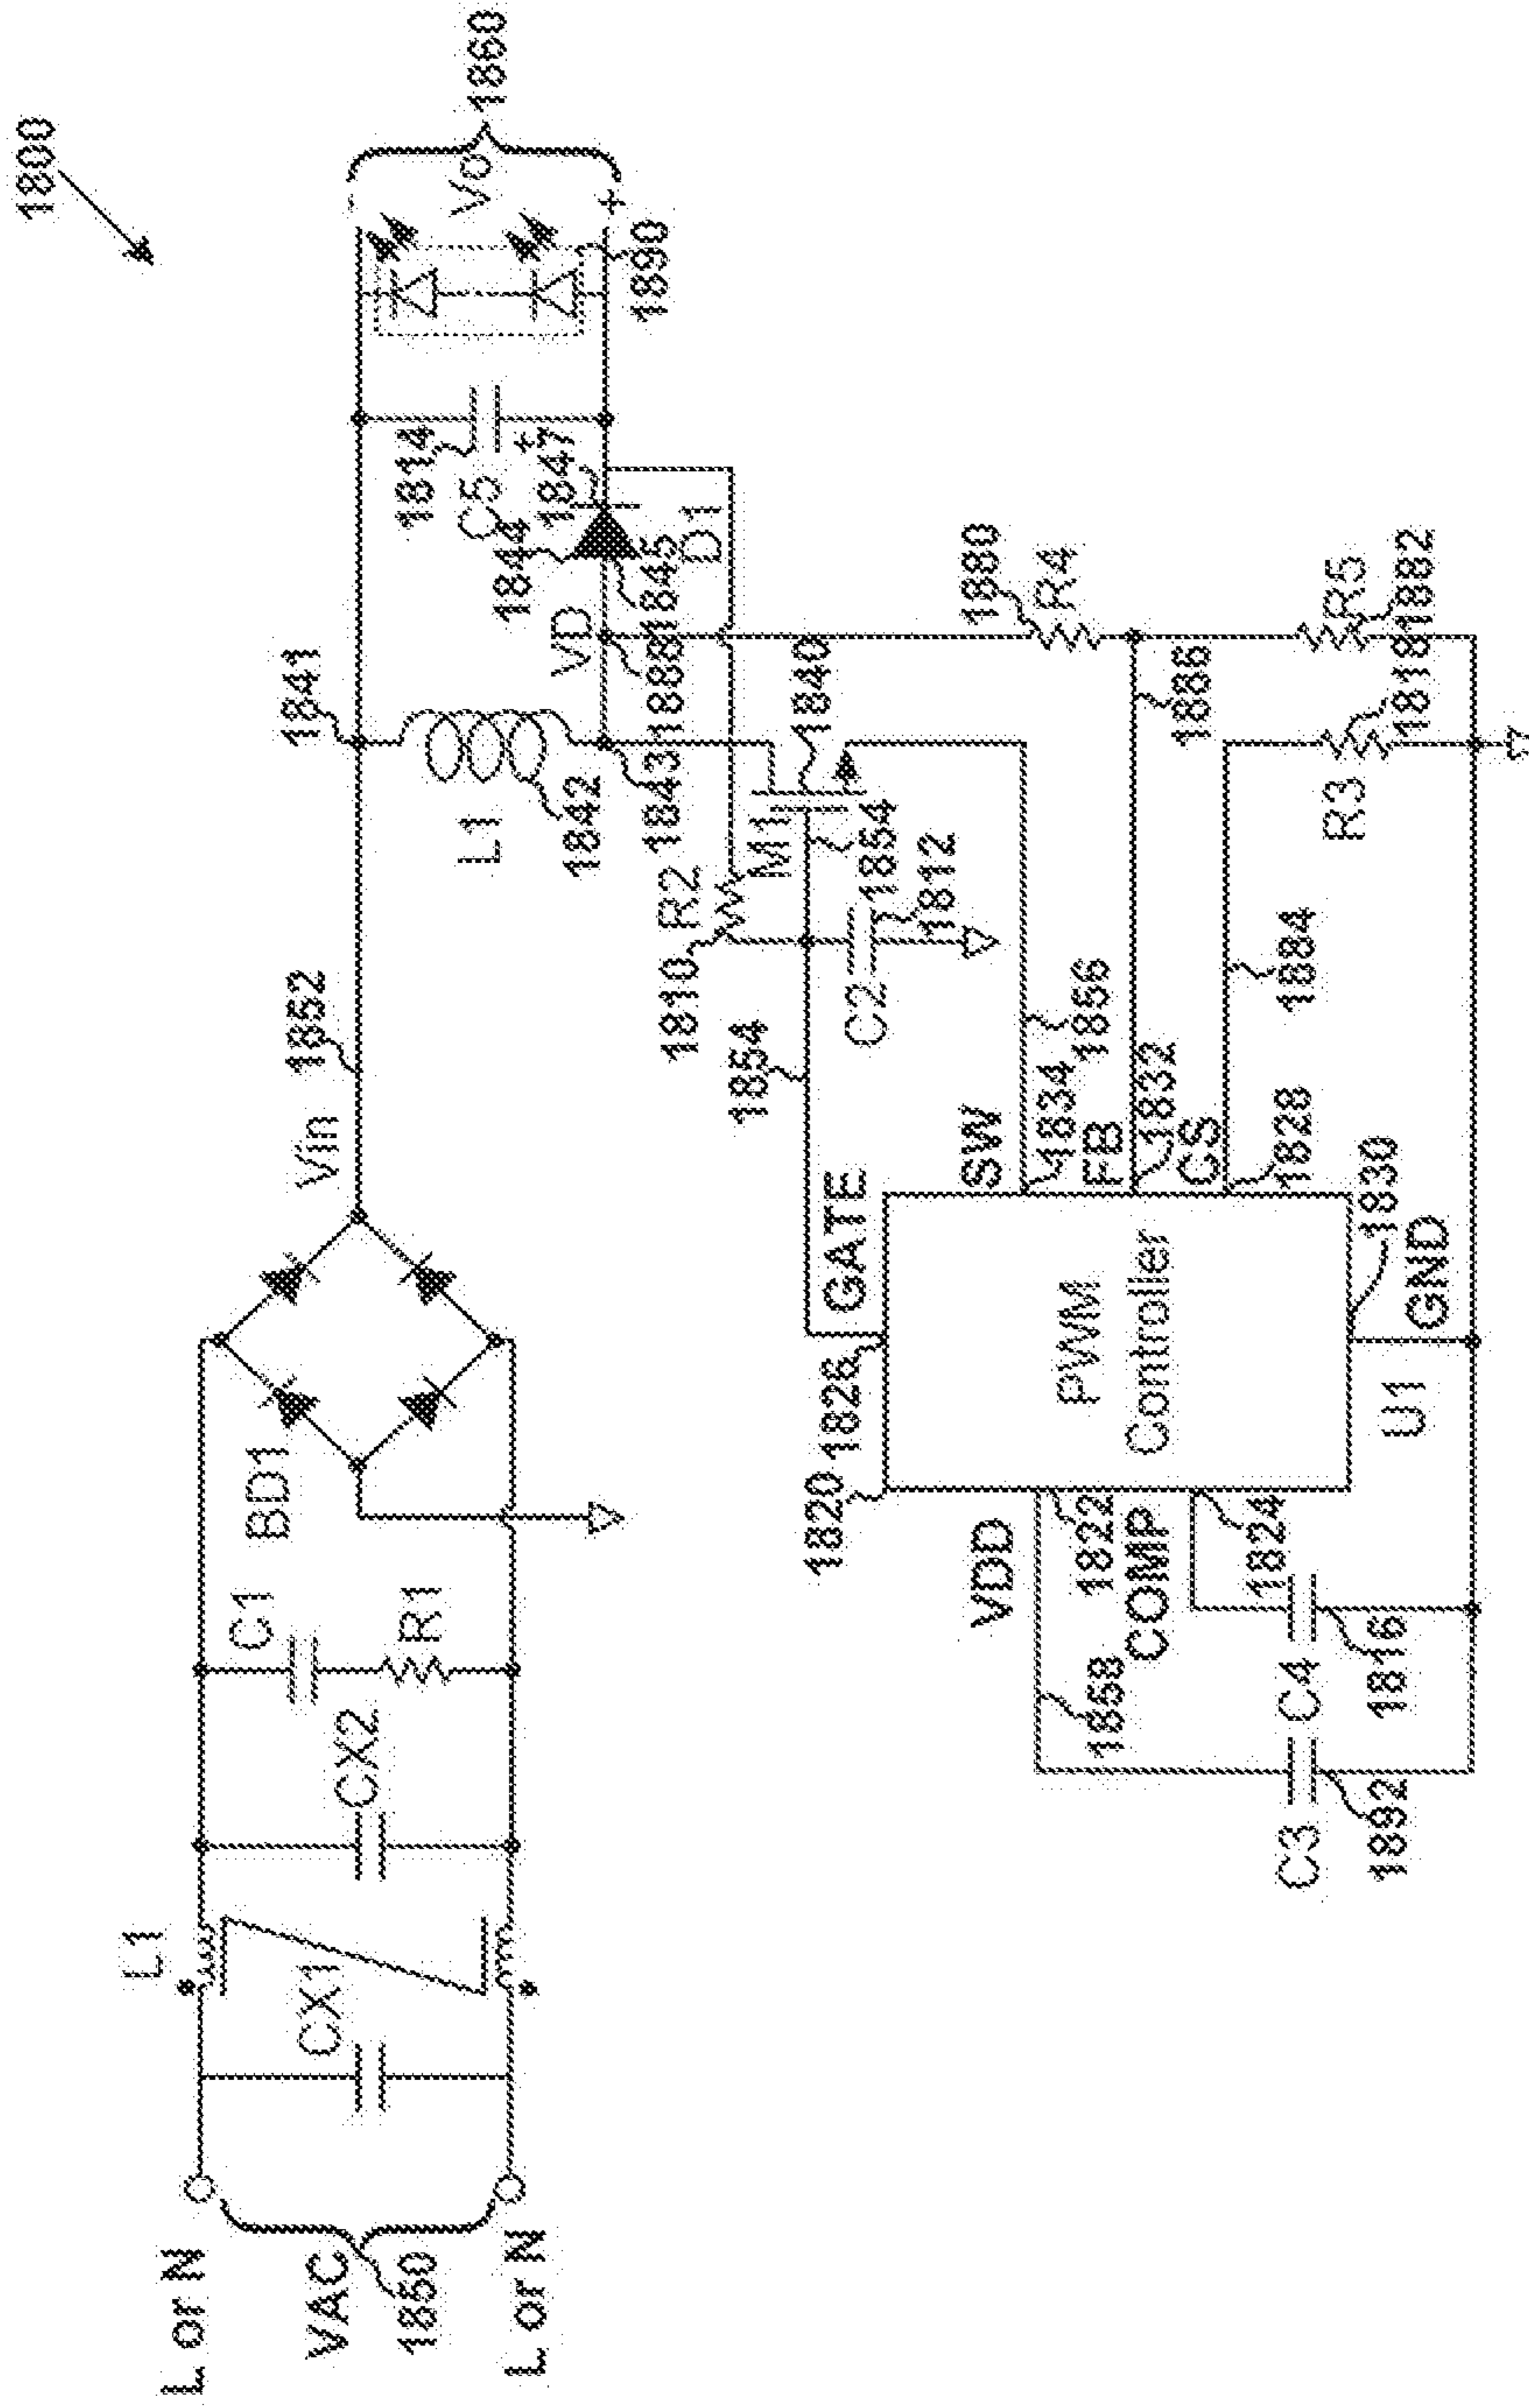 1800
L or N
VAC
1850
L or N
L1
CX1
CX2
C1
R1
BD1
Vin
1852
1841
L1
1842
1843
1881
VD
1844
1845
1847
D1
1814
C5
+
-
Vo
+
1860
1890
R2
1810
M1
1840
1854
1854
C2
1812
1880
R4
1886
R5
1882
R3
1818
1884
1856
GATE
1826
1820
SW
1834
FB
1832
CS
1828
1830
GND
PWM
Controller
U1
VDD
1822
COMP
1824
1858
C4
1816
C3
1892